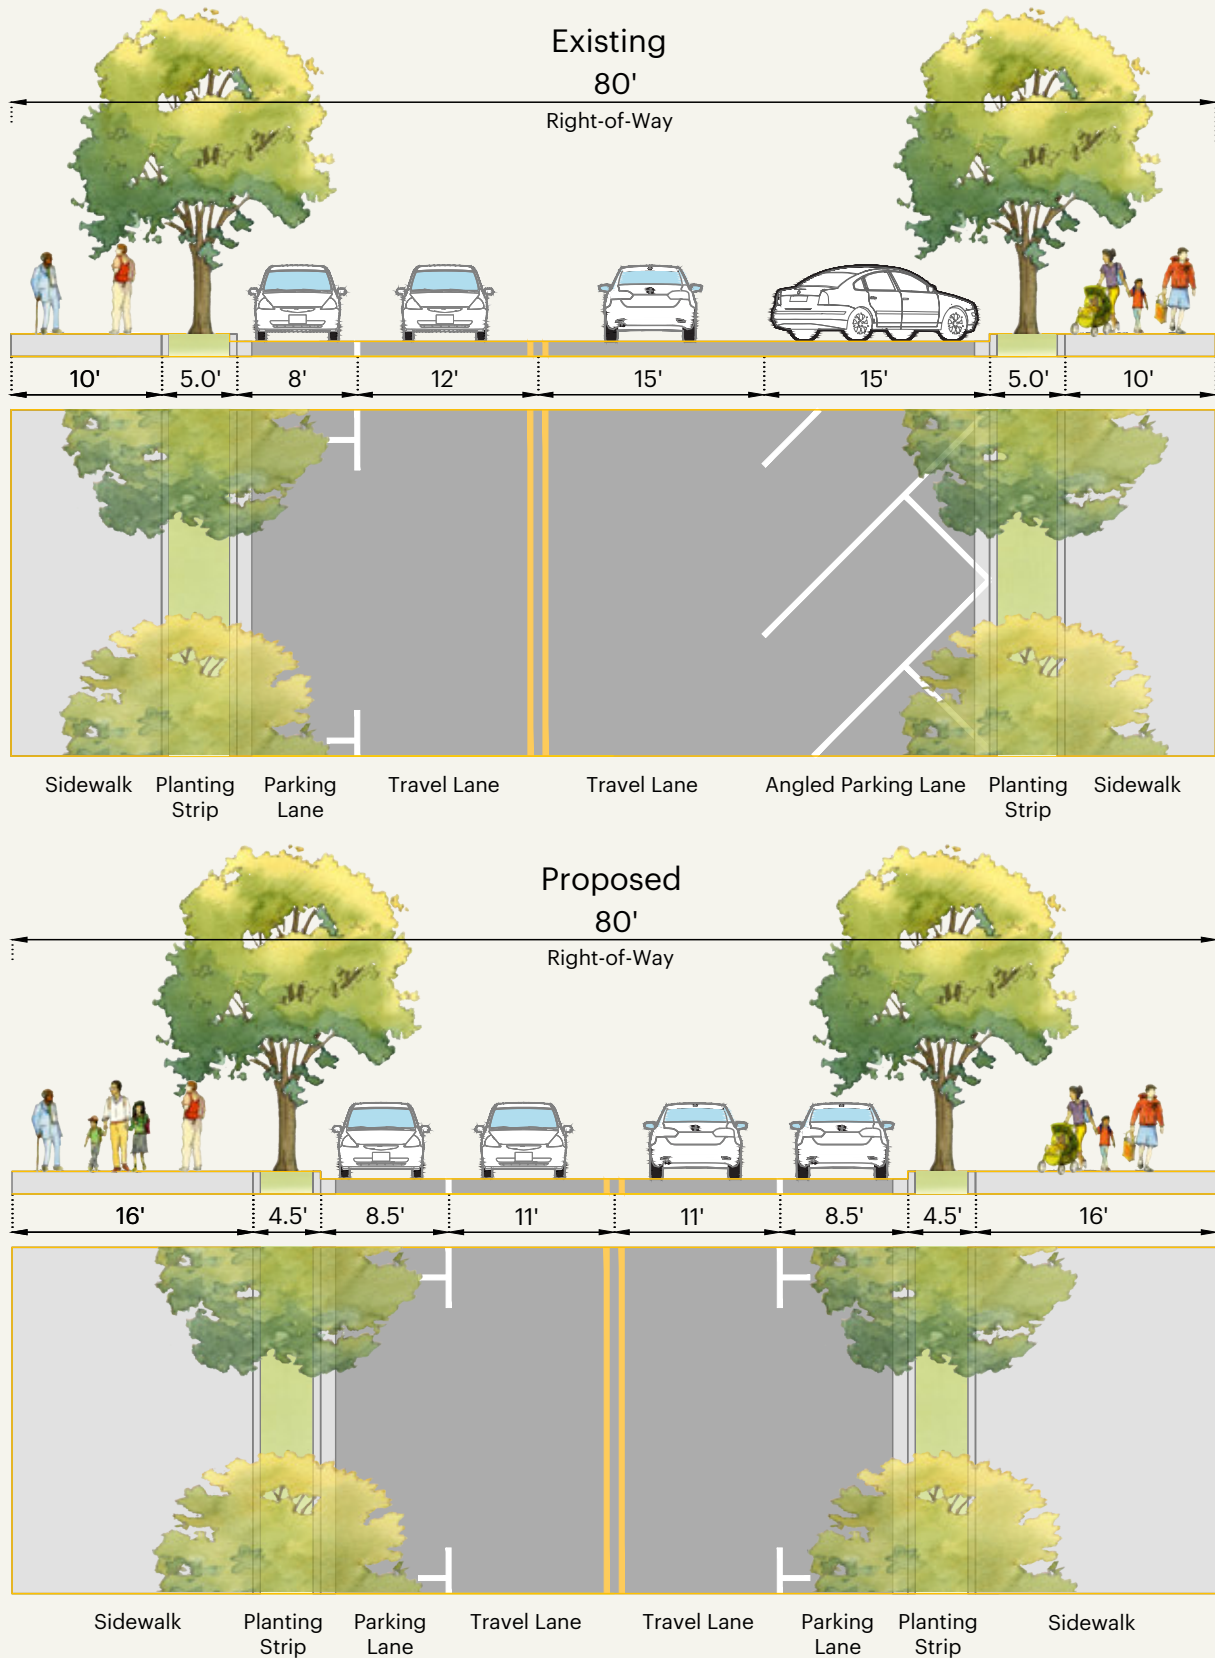 Existing
80'
Right-of-Way
10' 5.0' 8' 12' 15' 15' 5.0' 10'
Sidewalk Planting Strip Parking Lane Travel Lane Travel Lane Angled Parking Lane Planting Strip Sidewalk
Proposed
80'
Right-of-Way
16' 4.5' 8.5' 11' 11' 8.5' 4.5' 16'
Sidewalk Planting Strip Parking Lane Travel Lane Travel Lane Parking Lane Planting Strip Sidewalk